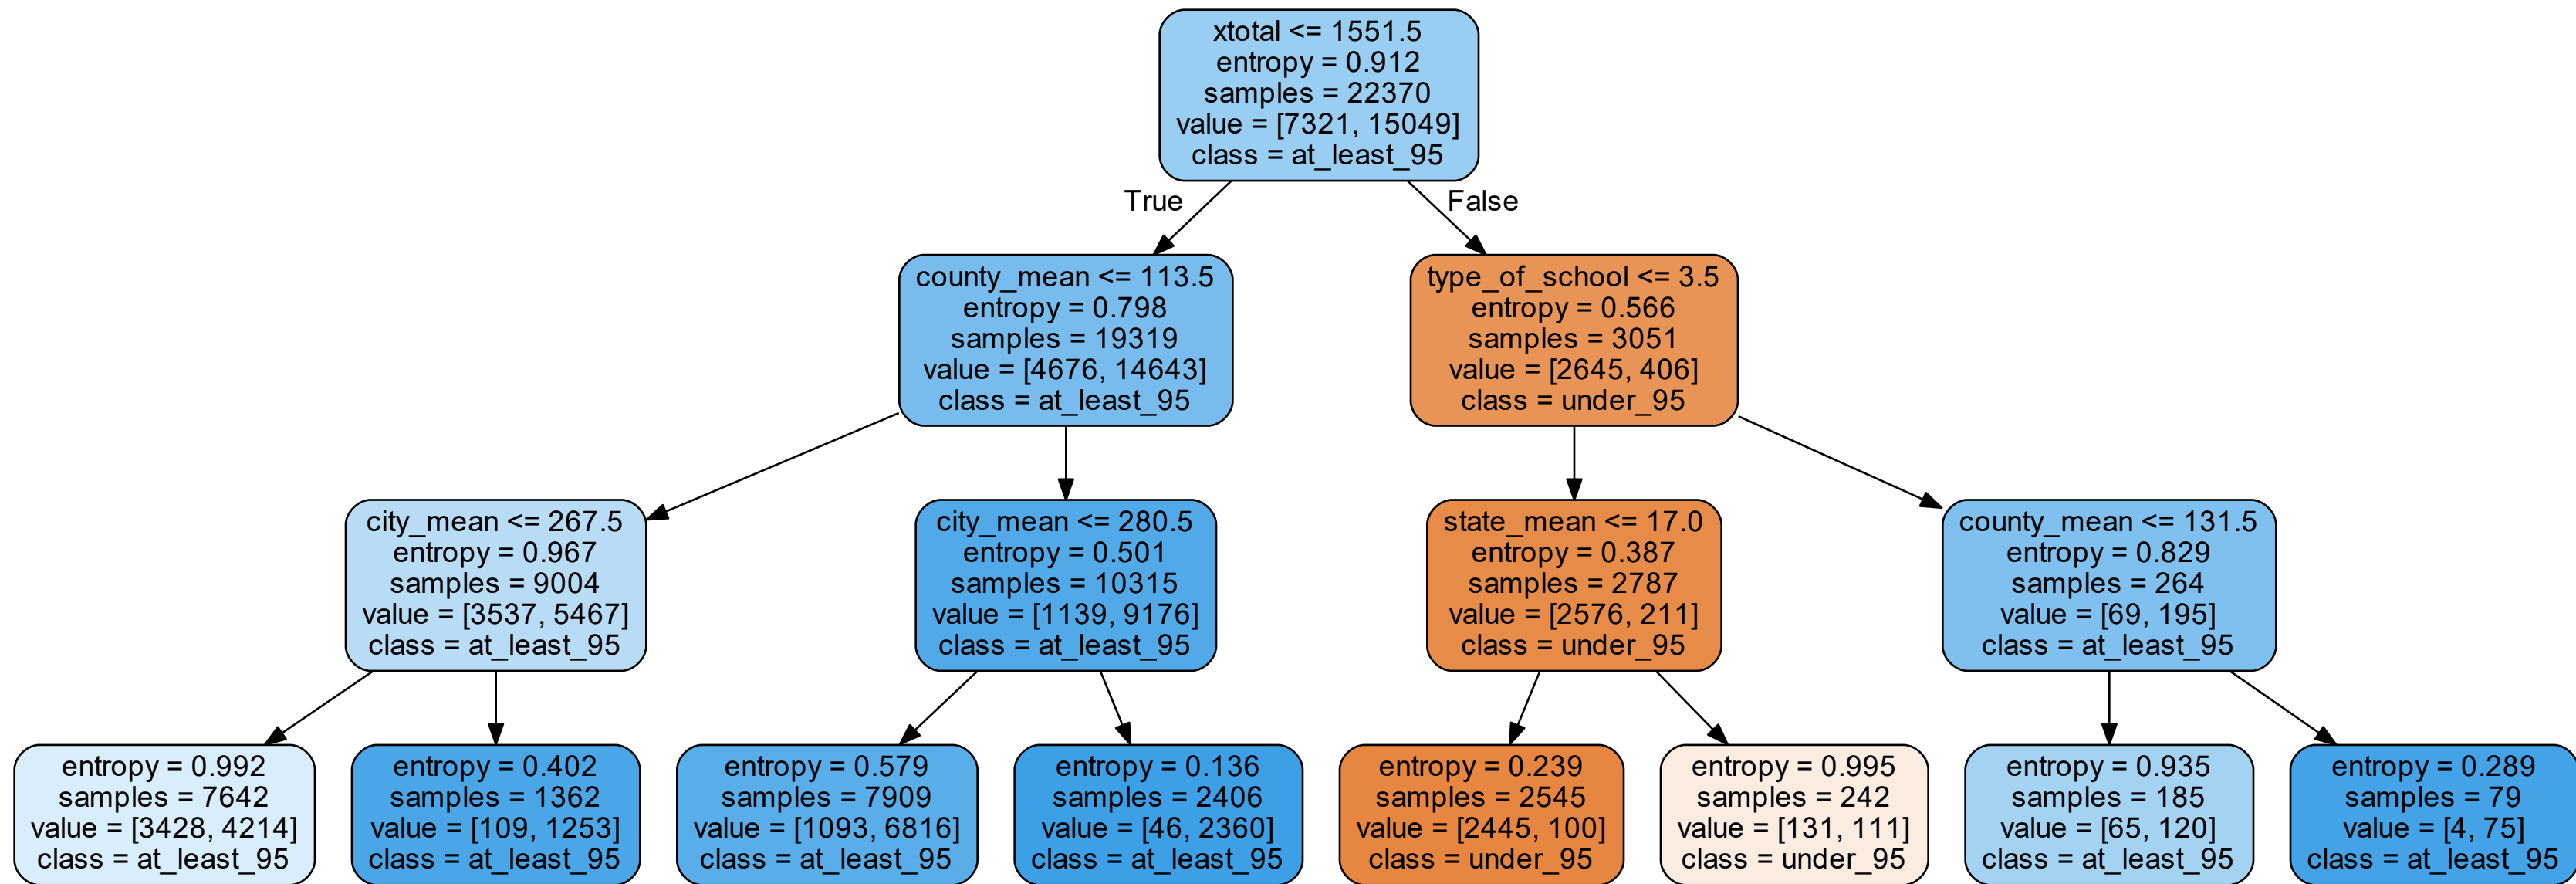 xtotal <= 1551.5
entropy = 0.912
samples = 22370
value = [7321, 15049]
class = at_least_95
True
False
county_mean <= 113.5
entropy = 0.798
samples = 19319
value = [4676, 14643]
class = at_least_95
type_of_school <= 3.5
entropy = 0.566
samples = 3051
value = [2645, 406]
class = under_95
city_mean <= 267.5
entropy = 0.967
samples = 9004
value = [3537, 5467]
class = at_least_95
city_mean <= 280.5
entropy = 0.501
samples = 10315
value = [1139, 9176]
class = at_least_95
state_mean <= 17.0
entropy = 0.387
samples = 2787
value = [2576, 211]
class = under_95
county_mean <= 131.5
entropy = 0.829
samples = 264
value = [69, 195]
class = at_least_95
entropy = 0.992
samples = 7642
value = [3428, 4214]
class = at_least_95
entropy = 0.402
samples = 1362
value = [109, 1253]
class = at_least_95
entropy = 0.579
samples = 7909
value = [1093, 6816]
class = at_least_95
entropy = 0.136
samples = 2406
value = [46, 2360]
class = at_least_95
entropy = 0.239
samples = 2545
value = [2445, 100]
class = under_95
entropy = 0.995
samples = 242
value = [131, 111]
class = under_95
entropy = 0.935
samples = 185
value = [65, 120]
class = at_least_95
entropy = 0.289
samples = 79
value = [4, 75]
class = at_least_95